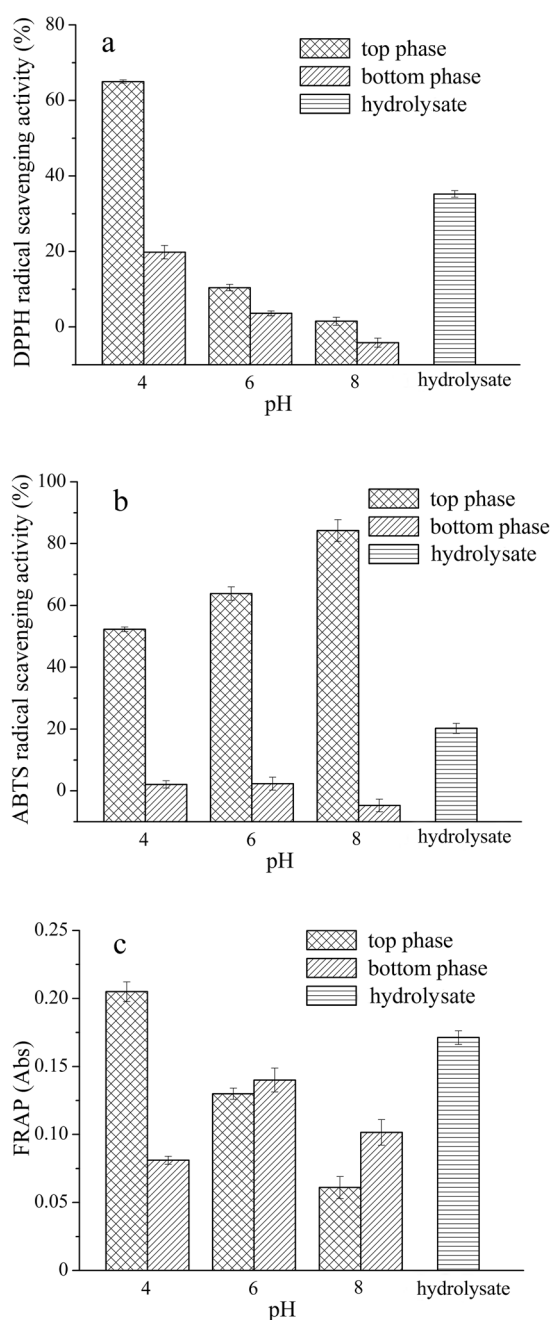 80
60
40
20
0
DPPH radical scavenging activity (%)
a
top phase
bottom phase
hydrolysate
4
6
8
hydrolysate
pH
100
80
60
40
20
0
ABTS radical scavenging activity (%)
b
top phase
bottom phase
hydrolysate
4
6
8
hydrolysate
pH
0.25
0.20
0.15
0.10
0.05
0
FRAP (Abs)
c
top phase
bottom phase
hydrolysate
4
6
8
hydrolysate
pH